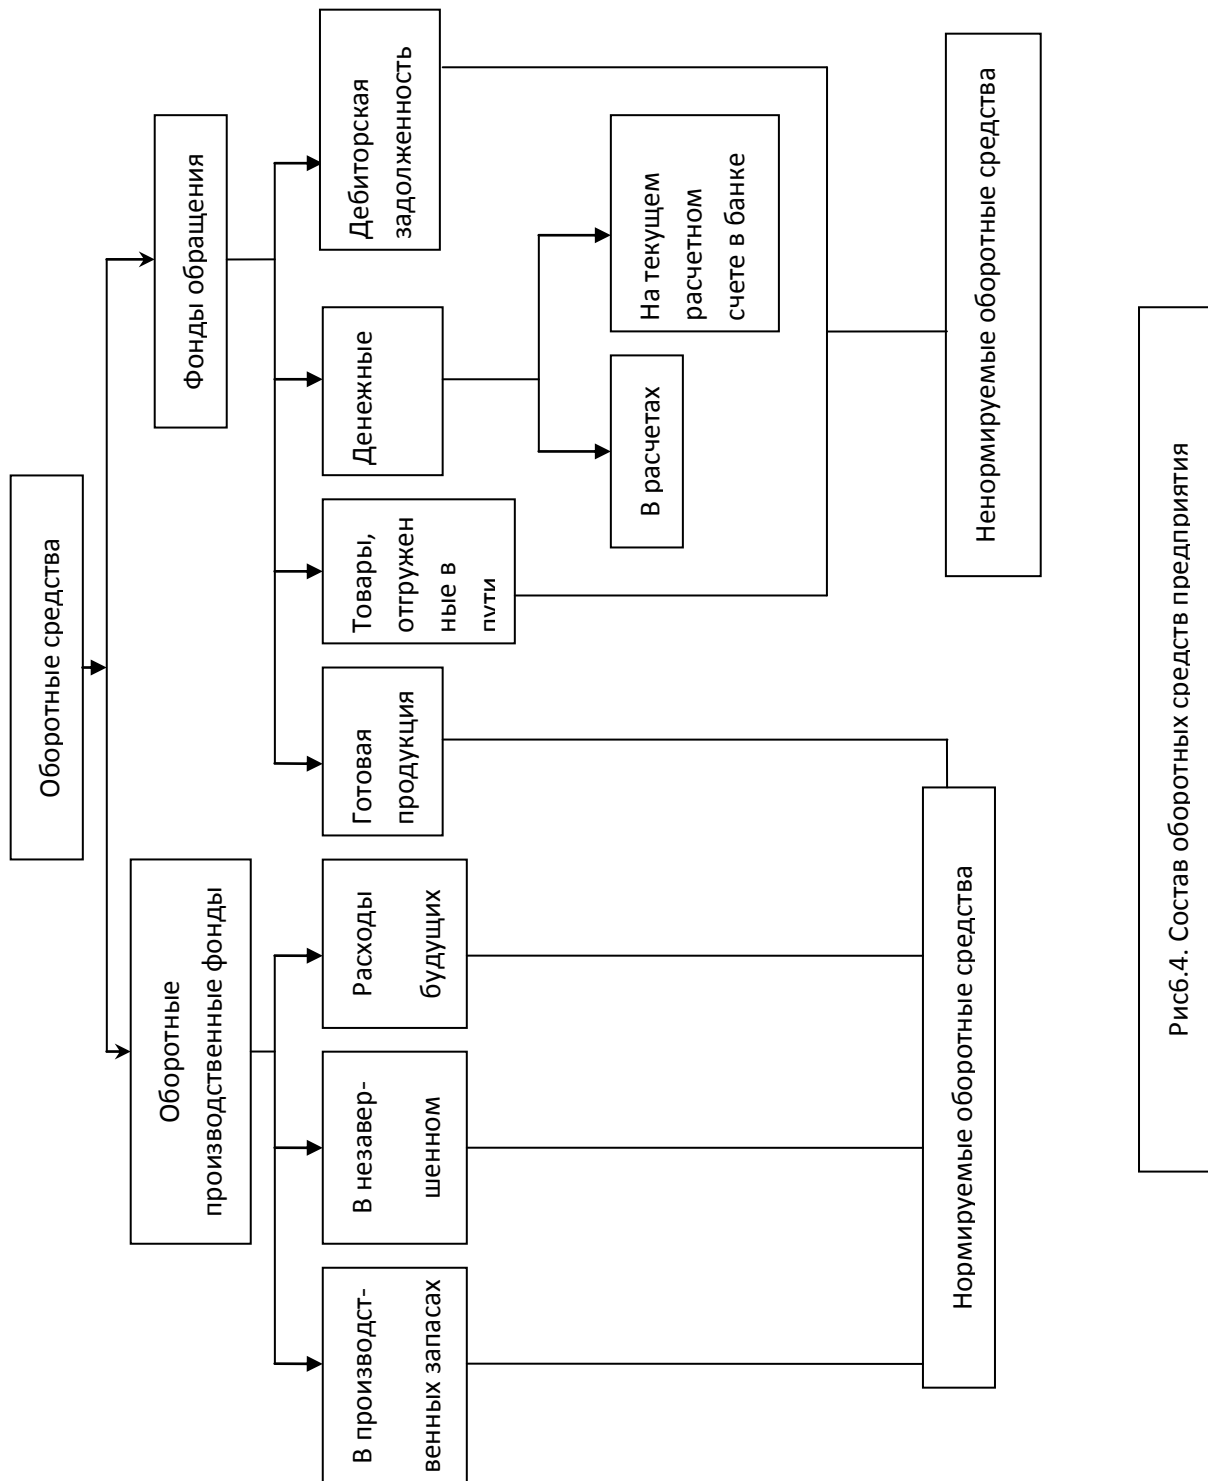 Оборотные средства
Оборотные
производственные фонды
Фонды обращения
В производст-
венных запасах
В незавер-
шенном
Расходы
будущих
Готовая
продукция
Товары,
отгружен
ные в
пути
Денежные
Дебиторская
задолженность
В расчетах
На текущем
расчетном
счете в банке
Нормируемые оборотные средства
Ненормируемые оборотные средства
Рис6.4. Состав оборотных средств предприятия